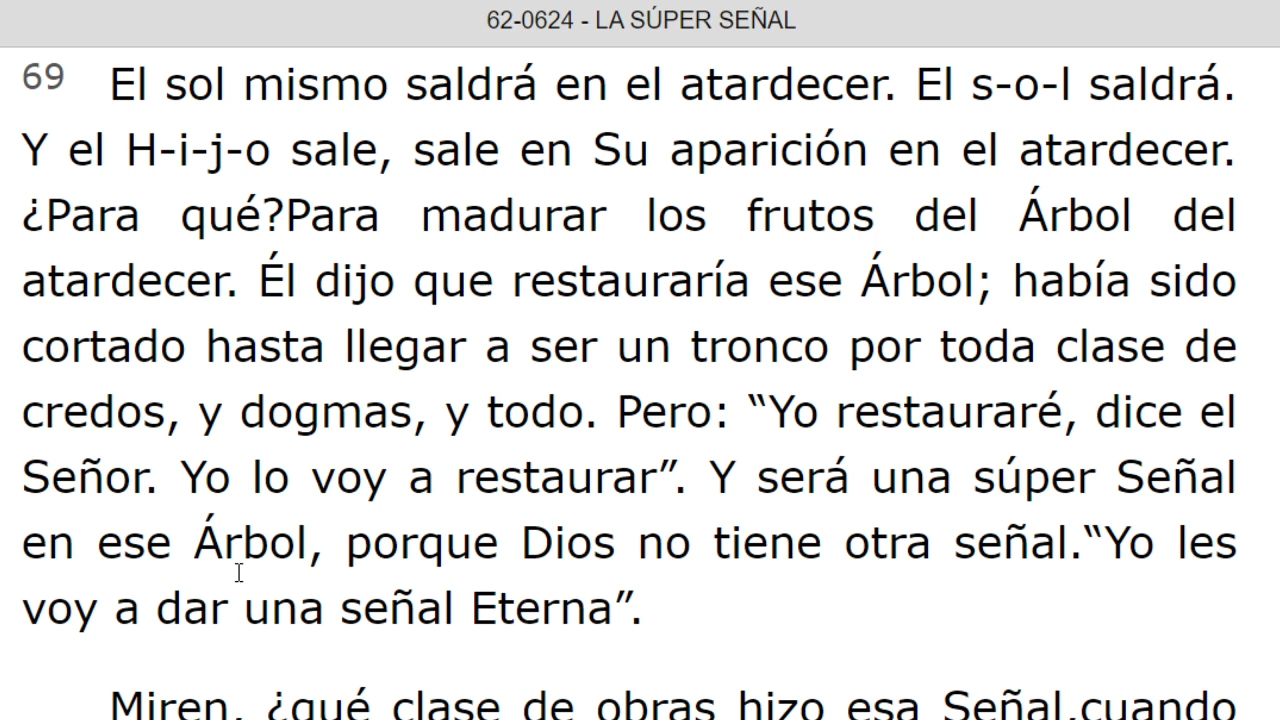 62-0624 - LA SÚPER SEÑAL
69 El sol mismo saldrá en el atardecer. El s-o-l saldrá.
Y el H-i-j-o sale, sale en Su aparición en el atardecer.
¿Para qué?Para madurar los frutos del Árbol del
atardecer. Él dijo que restauraría ese Árbol; había sido
cortado hasta llegar a ser un tronco por toda clase de
credos, y dogmas, y todo. Pero: “Yo restauraré, dice el
Señor. Yo lo voy a restaurar”. Y será una súper Señal
en ese Árbol, porque Dios no tiene otra señal.“Yo les
voy a dar una señal Eterna”.
Miren, ¿qué clase de obras hizo esa Señal,cuando